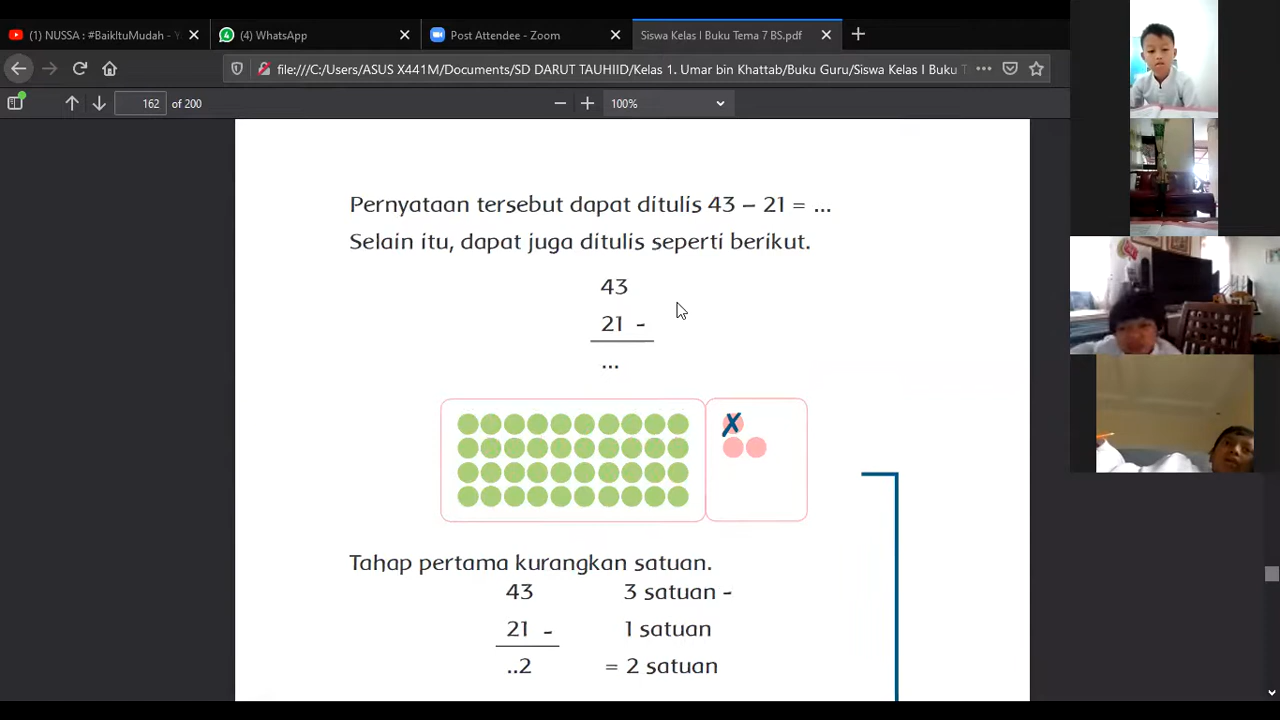 (1) NUSSA : #BaikItuMudah - Y
(4) WhatsApp
Post Attendee - Zoom
Siswa Kelas I Buku Tema 7 BS.pdf
file:///C:/Users/ASUS X441M/Documents/SD DARUT TAUHIID/Kelas 1. Umar bin Khattab/Buku Guru/Siswa Kelas I Buku T
162 of 200
100%
Pernyataan tersebut dapat ditulis 43 – 21 = ...
Selain itu, dapat juga ditulis seperti berikut.
43
21 -
...
X
Tahap pertama kurangkan satuan.
43 3 satuan -
21 - 1 satuan
..2 = 2 satuan